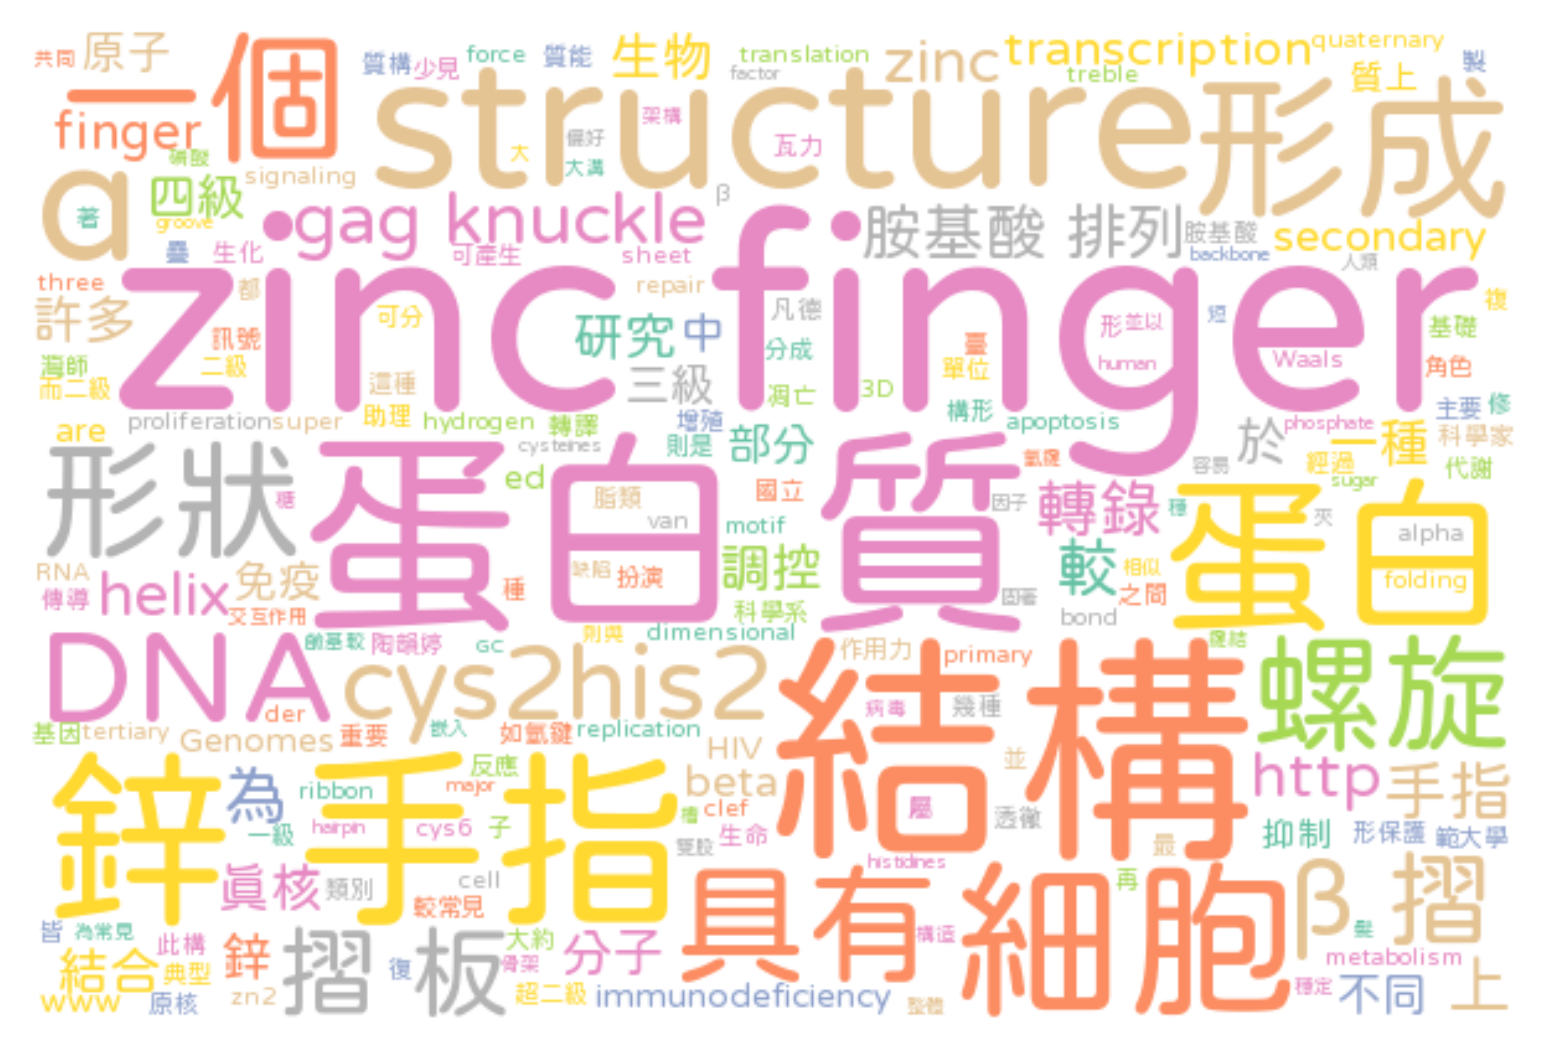 共同
原子
一個
質構
少見
force
質能
生物
translation
factor
zinc
transcription
quaternary
treble
質上
製
finger
structure
架構
偏好
瓦力
形成
磷酸
a
著
四級
signaling
groove
大
大溝
β
gag knuckle
胺基酸 排列
胺基酸
secondary
backbone
人類
疊
生化
可產生
sheet
three
都
repair
zinc finger
凡德
許多
訊號
可分
研究
中
分成
形
並以
human
臺
短
複
基礎
Waals
角色
而二級
二級
這種
三級
凋亡
3D
單位
proliferation
super
助理
hydrogen
轉譯
增殖
構形
apoptosis
主要
修
phosphate
are
cysteines
則是
部分
於
一種
科學家
氫鍵
容易
經過
代謝
sugar
形狀
糖
蛋白質
ed
脂類
van
國立
motif
因子
轉錄
種
蛋白
夾
alpha
folding
RNA
傳導
helix
免疫
交互作用
缺陷
扮演
種
調控
科學系
固著
較
相似
之間
bond
DNA
鹼基較
陶韻婷
GC
則與
dimensional
cys2his2
作用力
primary
鍵結
結構
螺旋
der
病毒
幾種
基因
tertiary
Genomes
重要
嵌入
如氫鍵
replication
HIV
並
鋅手指
為
ribbon
反應
major
beta
clef
屬
透徹
http
手指
一級
hairpin
cys6
子
雙股
生命
最
抑制
形保護
範大學
真核
類別
cell
較常見
histidines
再
具有
細胞
β
摺
皆
為常見
此構
鋅
摺板
大約
骨架
分子
構造
髮
metabolism
結合
典型
復
www
原核
zn2
超二級
immunodeficiency
整體
穩定
不同
上